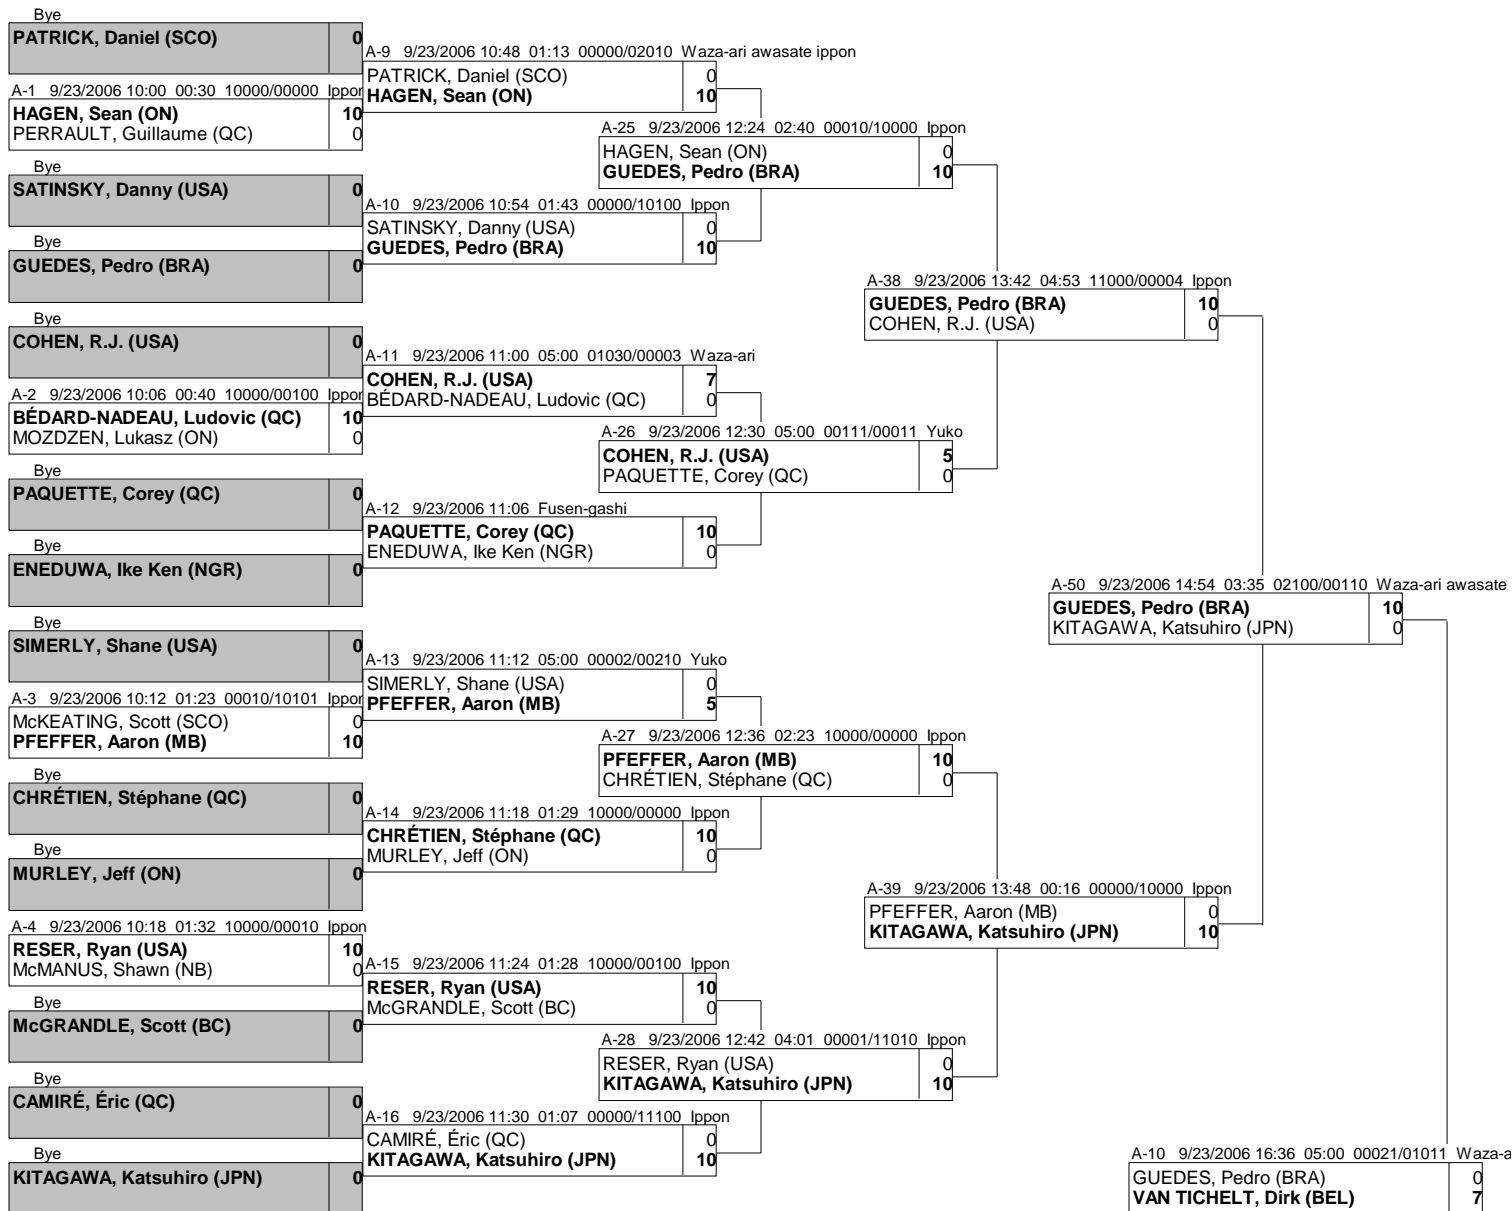 Bye
PATRICK, Daniel (SCO) 0
A-1 9/23/2006 10:00 00:30 10000/00000 Ippon
HAGEN, Sean (ON) 10
PERRAULT, Guillaume (QC) 0
Bye
SATINSKY, Danny (USA) 0
Bye
GUEDES, Pedro (BRA) 0
Bye
COHEN, R.J. (USA) 0
A-2 9/23/2006 10:06 00:40 10000/00100 Ippon
BÉDARD-NADEAU, Ludovic (QC) 10
MOZDZEN, Lukasz (ON) 0
Bye
PAQUETTE, Corey (QC) 0
Bye
ENEDUWA, Ike Ken (NGR) 0
Bye
SIMERLY, Shane (USA) 0
A-3 9/23/2006 10:12 01:23 00010/10101 Ippon
McKEATING, Scott (SCO) 0
PFEFFER, Aaron (MB) 10
Bye
CHRÉTIEN, Stéphane (QC) 0
Bye
MURLEY, Jeff (ON) 0
A-4 9/23/2006 10:18 01:32 10000/00010 Ippon
RESER, Ryan (USA) 10
McMANUS, Shawn (NB) 0
Bye
McGRANDLE, Scott (BC) 0
Bye
CAMIRÉ, Éric (QC) 0
Bye
KITAGAWA, Katsuhiro (JPN) 0
A-9 9/23/2006 10:48 01:13 00000/02010 Waza-ari awasate ippon
PATRICK, Daniel (SCO) 0
HAGEN, Sean (ON) 10
A-10 9/23/2006 10:54 01:43 00000/10100 Ippon
SATINSKY, Danny (USA) 0
GUEDES, Pedro (BRA) 10
A-11 9/23/2006 11:00 05:00 01030/00003 Waza-ari
COHEN, R.J. (USA) 7
BÉDARD-NADEAU, Ludovic (QC) 0
A-12 9/23/2006 11:06 Fusen-gashi
PAQUETTE, Corey (QC) 10
ENEDUWA, Ike Ken (NGR) 0
A-13 9/23/2006 11:12 05:00 00002/00210 Yuko
SIMERLY, Shane (USA) 0
PFEFFER, Aaron (MB) 5
A-14 9/23/2006 11:18 01:29 10000/00000 Ippon
CHRÉTIEN, Stéphane (QC) 10
MURLEY, Jeff (ON) 0
A-15 9/23/2006 11:24 01:28 10000/00100 Ippon
RESER, Ryan (USA) 10
McGRANDLE, Scott (BC) 0
A-16 9/23/2006 11:30 01:07 00000/11100 Ippon
CAMIRÉ, Éric (QC) 0
KITAGAWA, Katsuhiro (JPN) 10
A-25 9/23/2006 12:24 02:40 00010/10000 Ippon
HAGEN, Sean (ON) 0
GUEDES, Pedro (BRA) 10
A-26 9/23/2006 12:30 05:00 00111/00011 Yuko
COHEN, R.J. (USA) 5
PAQUETTE, Corey (QC) 0
A-27 9/23/2006 12:36 02:23 10000/00000 Ippon
PFEFFER, Aaron (MB) 10
CHRÉTIEN, Stéphane (QC) 0
A-28 9/23/2006 12:42 04:01 00001/11010 Ippon
RESER, Ryan (USA) 0
KITAGAWA, Katsuhiro (JPN) 10
A-38 9/23/2006 13:42 04:53 11000/00004 Ippon
GUEDES, Pedro (BRA) 10
COHEN, R.J. (USA) 0
A-39 9/23/2006 13:48 00:16 00000/10000 Ippon
PFEFFER, Aaron (MB) 0
KITAGAWA, Katsuhiro (JPN) 10
A-50 9/23/2006 14:54 03:35 02100/00110 Waza-ari awasate
GUEDES, Pedro (BRA) 10
KITAGAWA, Katsuhiro (JPN) 0
A-10 9/23/2006 16:36 05:00 00021/01011 Waza-a
GUEDES, Pedro (BRA) 0
VAN TICHELT, Dirk (BEL) 7